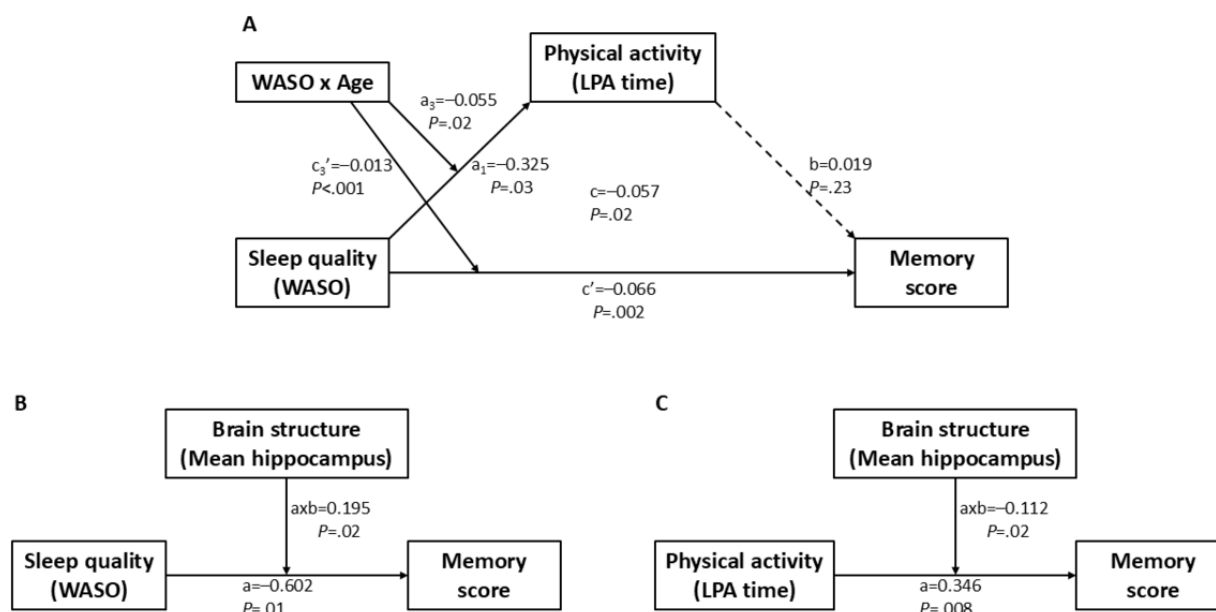 A
Physical activity
(LPA time)
WASO x Age
a₃=−0.055
P=.02
c₃’=−0.013
P<.001
a₁=−0.325
P=.03
c=−0.057
P=.02
b=0.019
P=.23
Sleep quality
(WASO)
Memory
score
c’=−0.066
P=.002
B
Brain structure
(Mean hippocampus)
axb=0.195
P=.02
Sleep quality
(WASO)
Memory
score
a=−0.602
P=.01
C
Brain structure
(Mean hippocampus)
axb=−0.112
P=.02
Physical activity
(LPA time)
Memory
score
a=0.346
P=.008